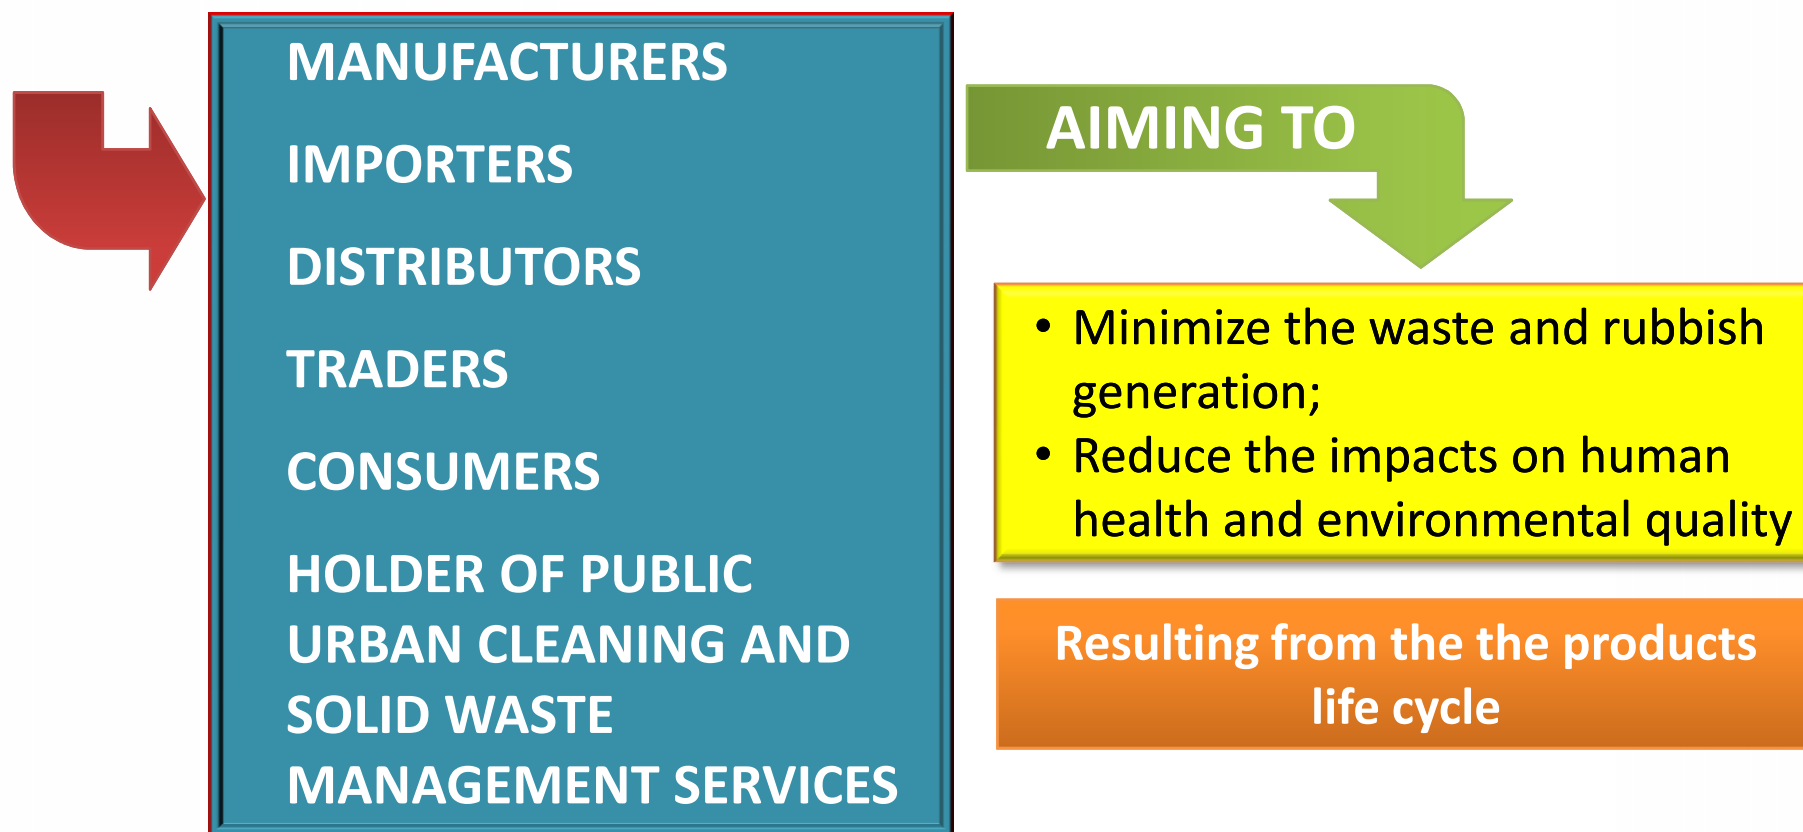 MANUFACTURERS
IMPORTERS
DISTRIBUTORS
TRADERS
CONSUMERS
HOLDER OF PUBLIC
URBAN CLEANING AND
SOLID WASTE
MANAGEMENT SERVICES
AIMING TO
• Minimize the waste and rubbish
generation;
• Reduce the impacts on human
health and environmental quality
Resulting from the the products
life cycle